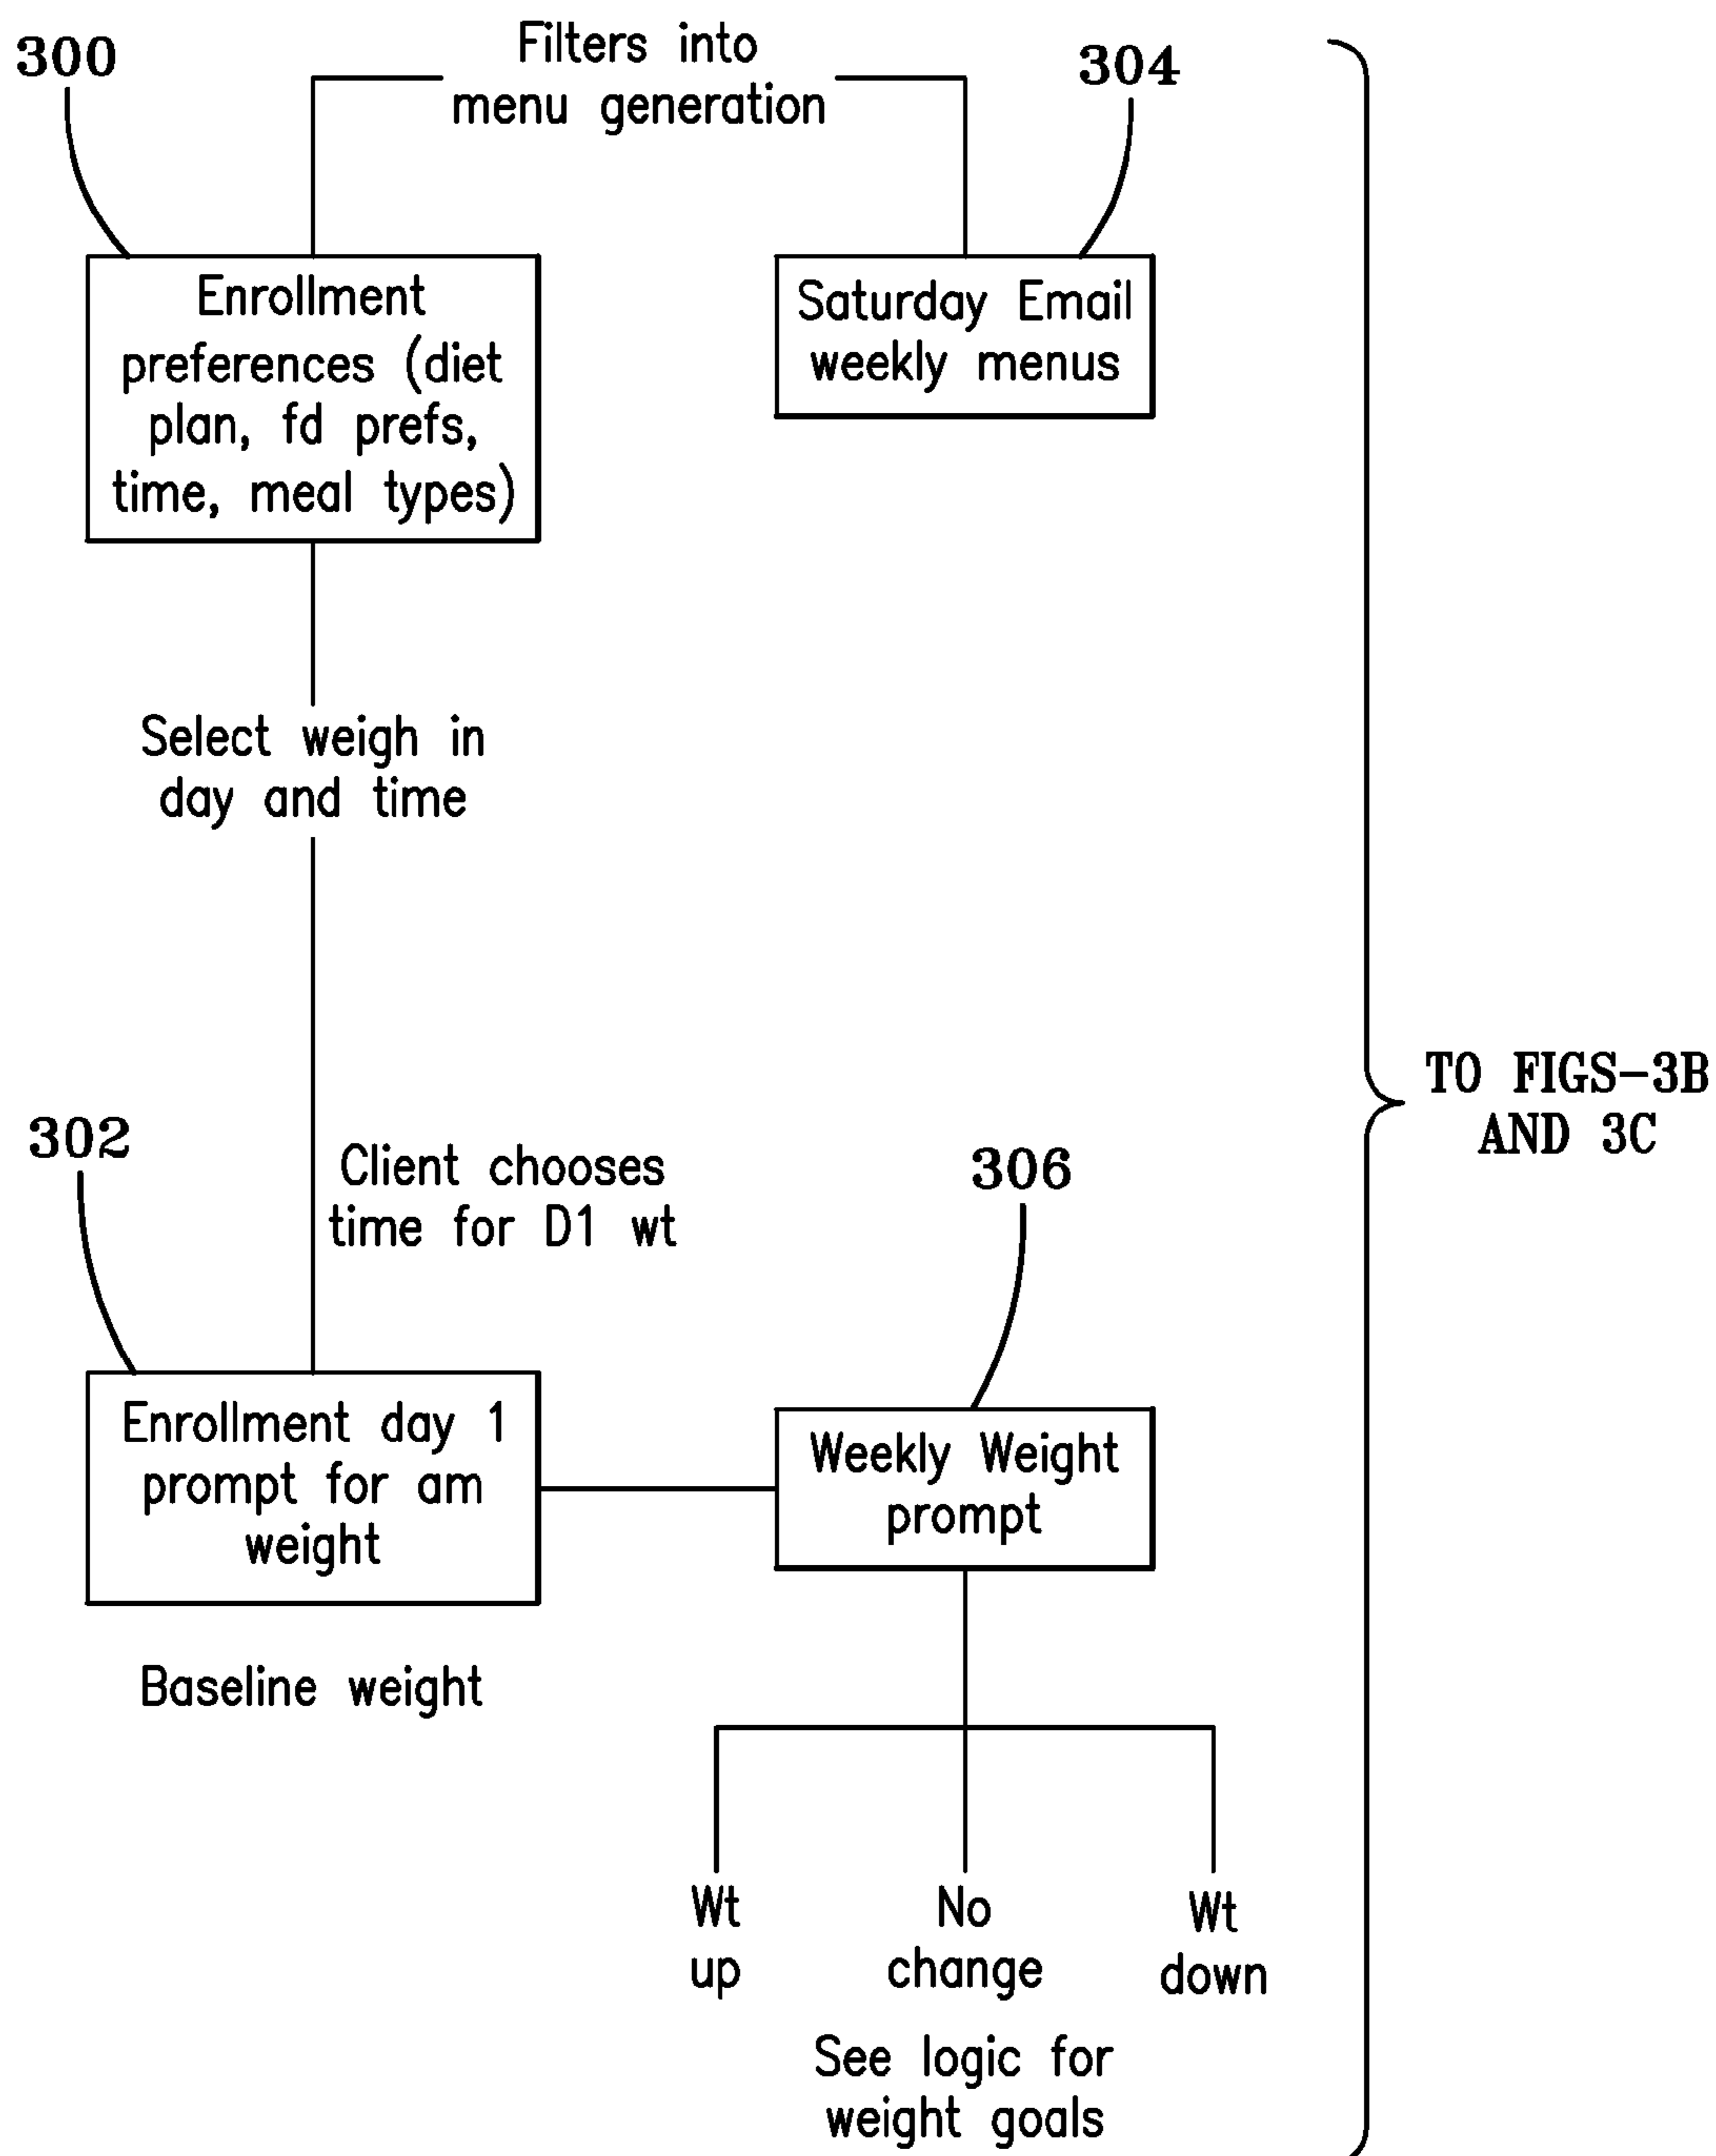 300
Filters into
menu generation
304
Enrollment
preferences (diet
plan, fd prefs,
time, meal types)
Saturday Email
weekly menus
Select weigh in
day and time
TO FIGS-3B
AND 3C
302
Client chooses
time for D1 wt
306
Enrollment day 1
prompt for am
weight
Weekly Weight
prompt
Baseline weight
Wt
up
No
change
Wt
down
See logic for
weight goals